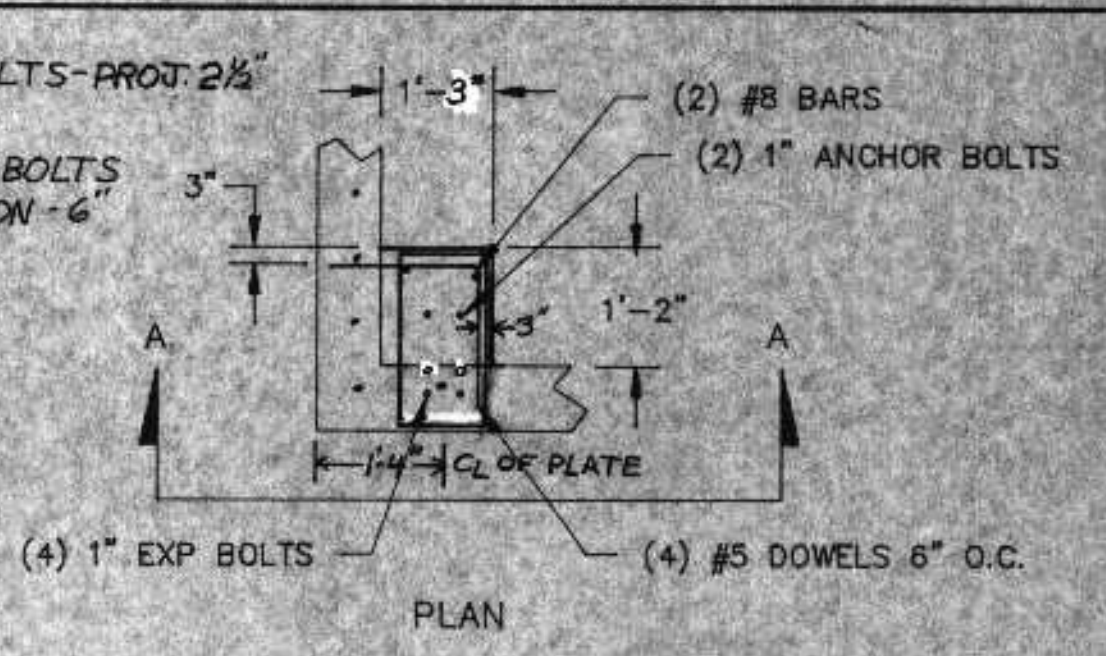 LTS-PROJ. 2½"
1'-3"
(2) #8 BARS
BOLTS
3"
(2) 1" ANCHOR BOLTS
ON - 6"
A
3"
1'-2"
A
1'-4"
CL OF PLATE
(4) 1" EXP BOLTS
(4) #5 DOWELS 6" O.C.
PLAN